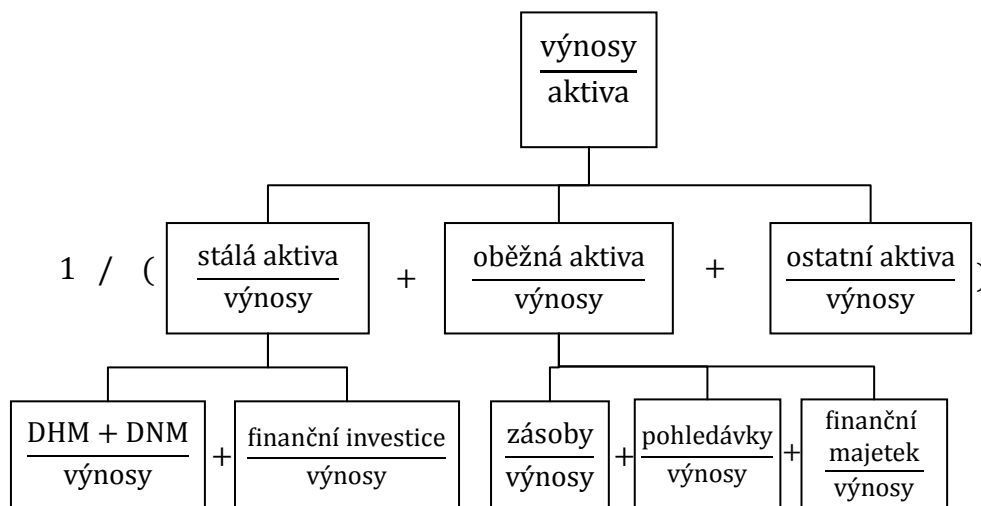 výnosy
aktiva
1 / (
stálá aktiva
výnosy
+
oběžná aktiva
výnosy
+
ostatní aktiva
výnosy
)
DHM + DNM
výnosy
+
finanční investice
výnosy
zásoby
výnosy
+
pohledávky
výnosy
+
finanční
majetek
výnosy